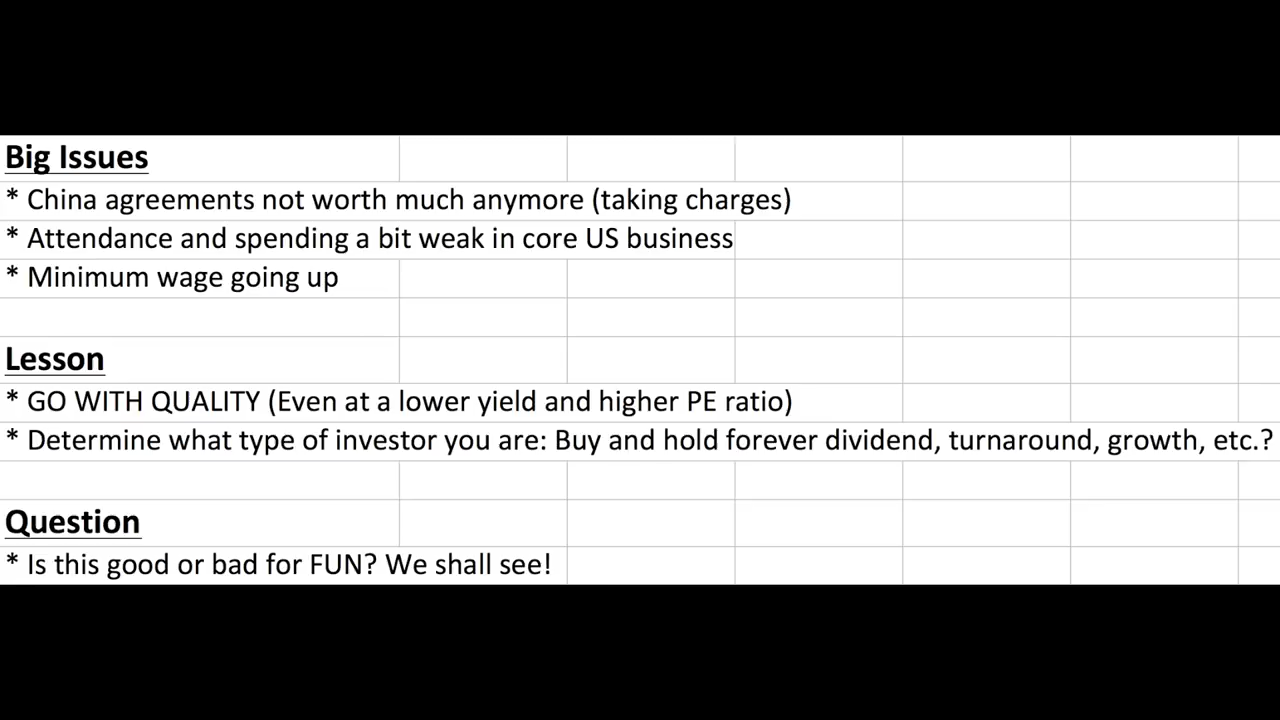 Big Issues
* China agreements not worth much anymore (taking charges)
* Attendance and spending a bit weak in core US business
* Minimum wage going up
Lesson
* GO WITH QUALITY (Even at a lower yield and higher PE ratio)
* Determine what type of investor you are: Buy and hold forever dividend, turnaround, growth, etc.?
Question
* Is this good or bad for FUN? We shall see!